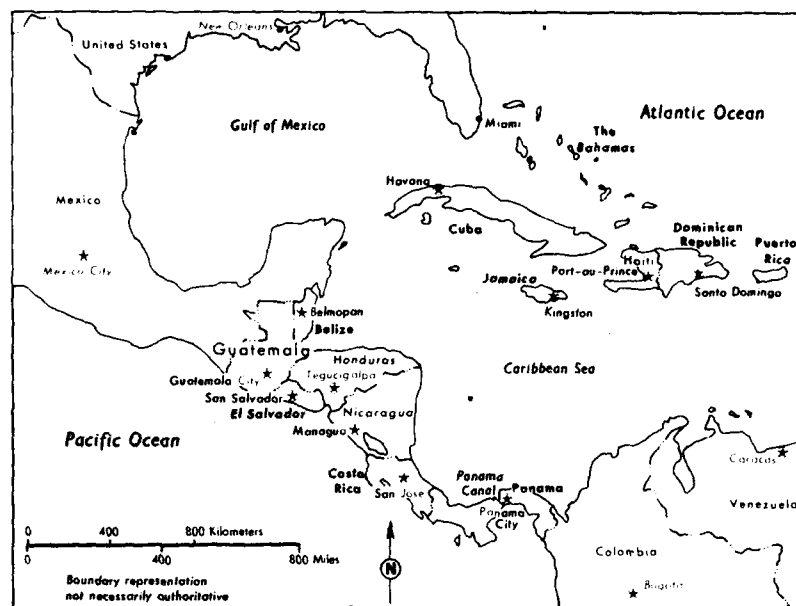 New Orleans
United States
Atlantic Ocean
Gulf of Mexico
Miami
The
Bahamas
Havana
Mexico
Cuba
Dominican
Republic
Puerto
Rica
Haiti
Mexico City
Jamaica
Port-au-Prince
Santo Domingo
Kingston
Belmopan
Belize
Guatemala
Honduras
Caribbean Sea
Guatemala City
Tegucigalpa
San Salvador
El Salvador
Nicaragua
Managua
Pacific Ocean
Caracas
Costa
Rica
San Jose
Panama
Canal
Panama
Panama
City
Venezuela
0 400 800 Kilometers
0 400 800 Miles
Colombia
N
Bogota
Boundary representation
not necessarily authoritative